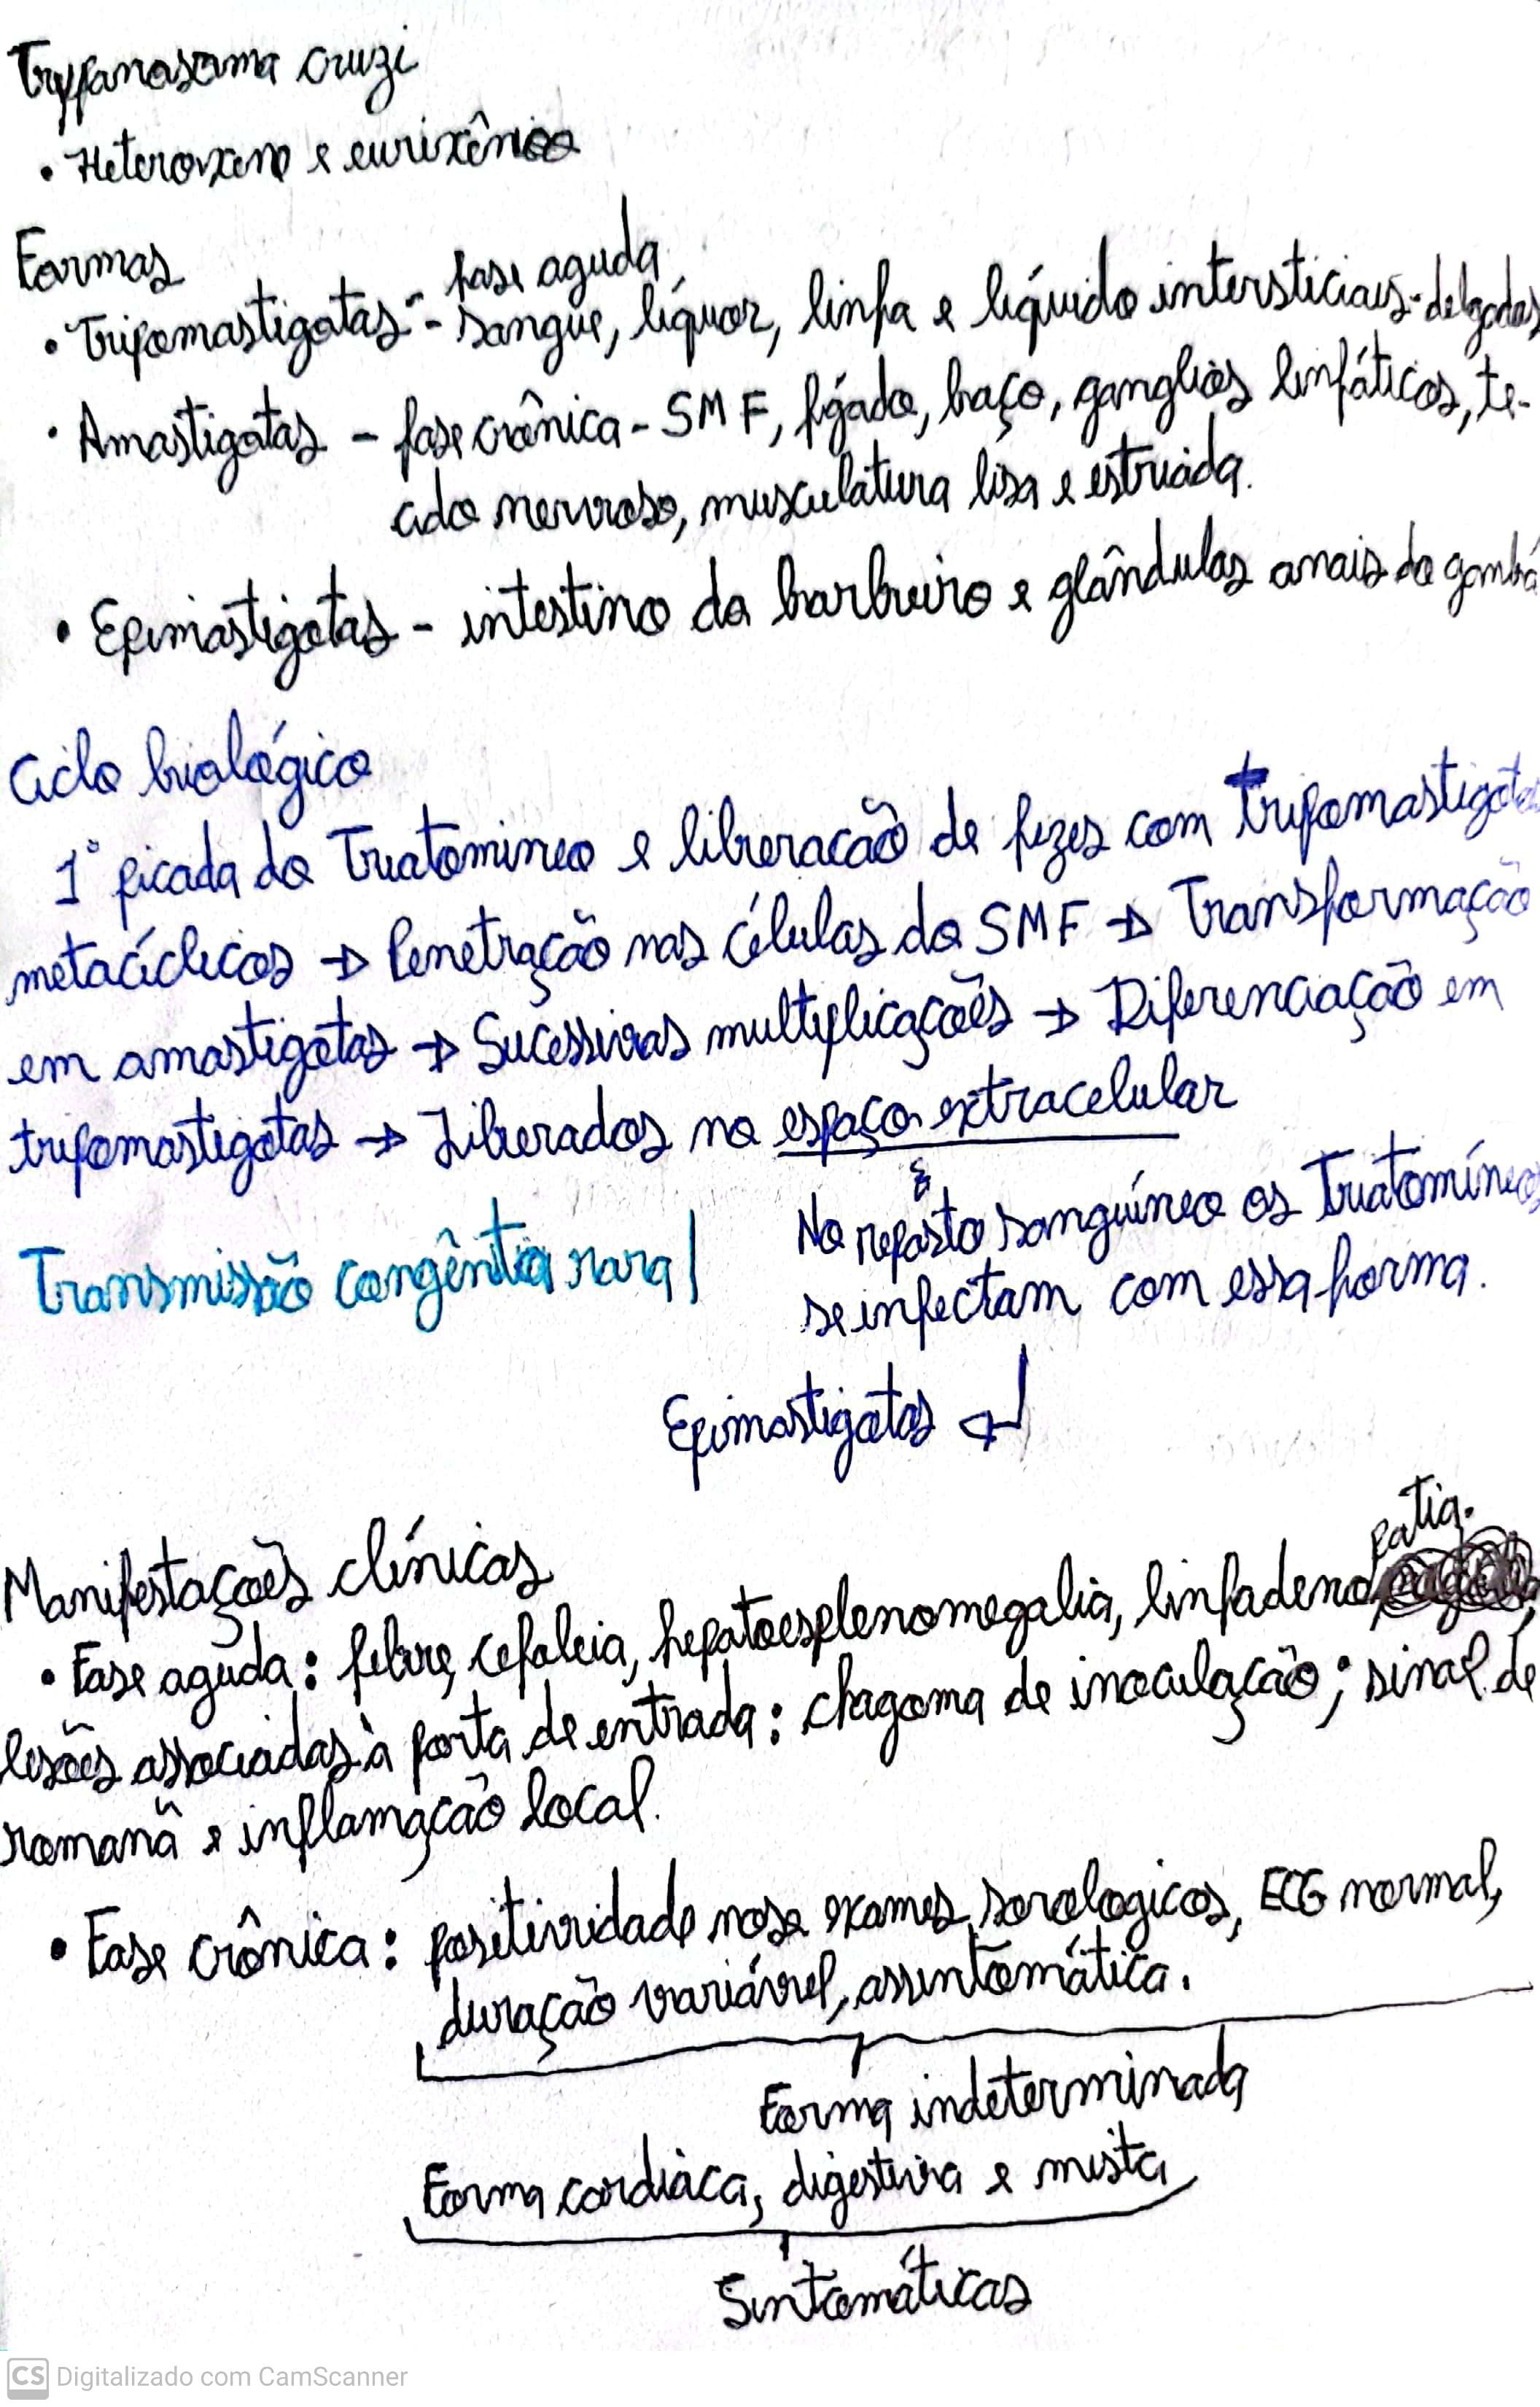 Trypanosoma cruzi
• Heteroxeno e eurixênico
Formas
fase aguda
• Tripomastigotas - sangue, líquor, linfa e líquido intersticiais - delgados
• Amastigotas - fase crônica - SMF, fígado, baço, ganglios linfáticos, te-
cido nervoso, musculatura lisa e estriada.
• Epimastigotas - intestino do barbeiro e glândulas anais do gambá
Ciclo biológico
1° picada do Triatomineo e liberacão de fezes com tripomastigotas
metacíclicos → Penetração nas células do SMF → Transformação
em amastigotas → Sucessivas multiplicações → Diferenciação em
tripomastigotas → Liberados no espaço extracelular
No repasto sanguíneo os Triatomíneos
Transmissão congênita rara!
se infectam com essa forma.
Epimastigotas ↵
Manifestações clínicas
• Fase aguda: febre, cefaleia, hepatoesplenomegalia, linfadenopatia,
lesões associadas à porta de entrada: chagoma de inoculação; sinal de
romanã e inflamação local.
• Fase crônica: positividade nos exames sorologicos, ECG normal,
duração variável, assintomática.
Forma indeterminada
Forma cardiáca, digestiva e mista
Sintomáticas
CS Digitalizado com CamScanner